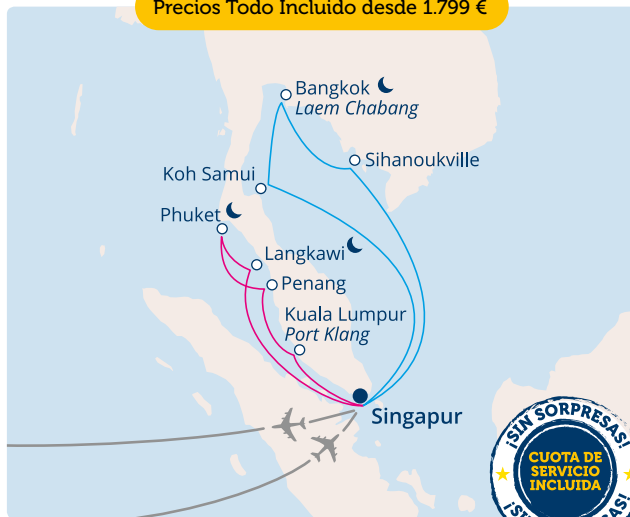 Precios Todo Incluido desde 1.799 €
Bangkok
Laem Chabang
Sihanoukville
Koh Samui
Phuket
Langkawi
Penang
Kuala Lumpur
Port Klang
Singapur
¡SIN SORPRESAS!
CUOTA DE
SERVICIO
INCLUIDA